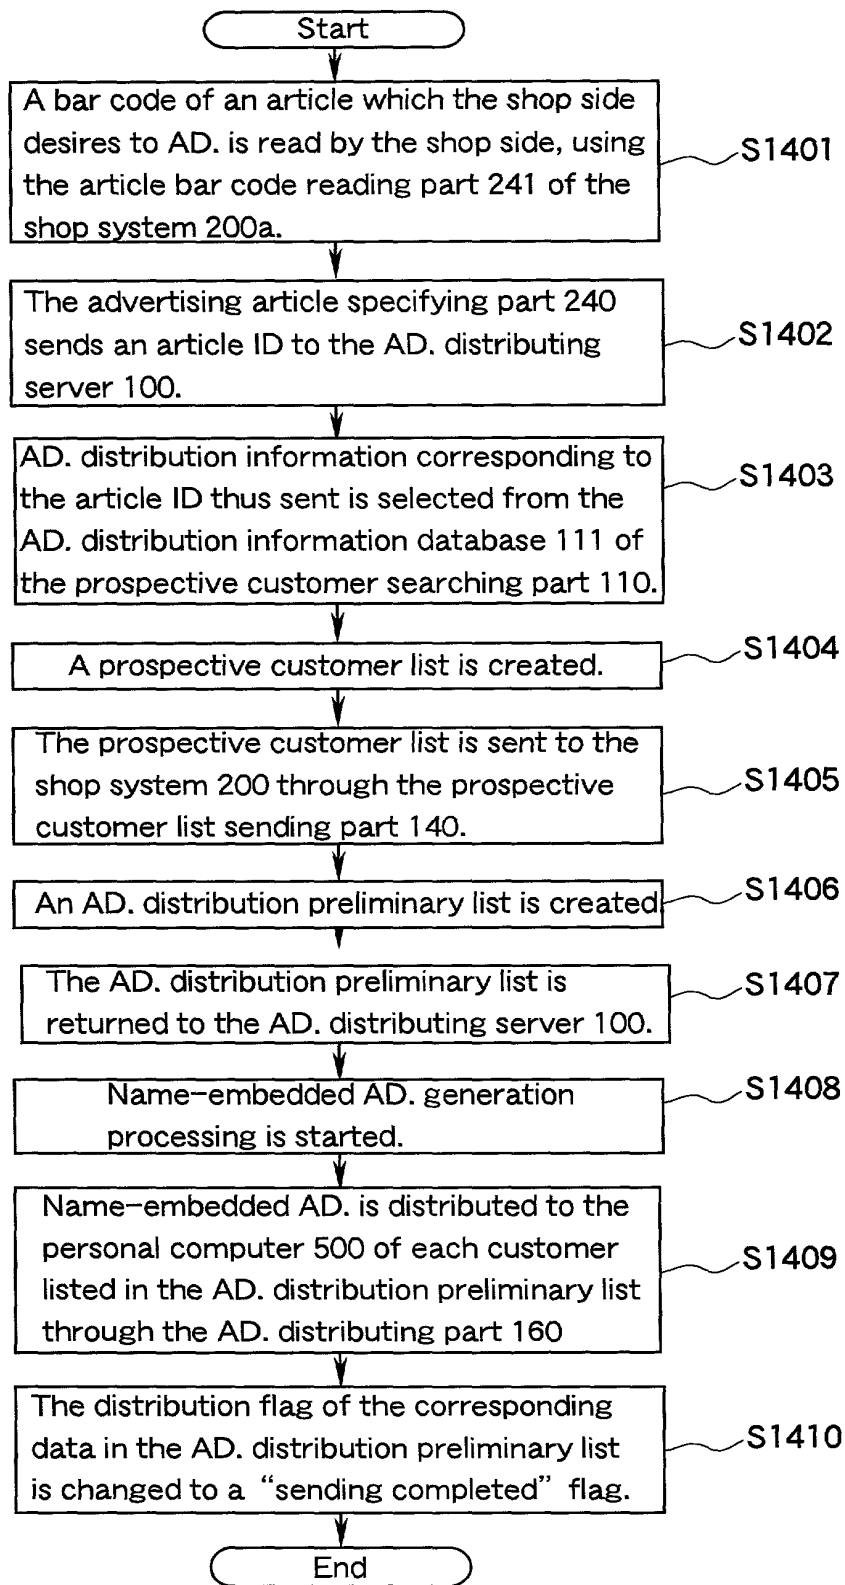 Start
A bar code of an article which the shop side
desires to AD. is read by the shop side, using
the article bar code reading part 241 of the
shop system 200a.
S1401
The advertising article specifying part 240
sends an article ID to the AD. distributing
server 100.
S1402
AD. distribution information corresponding to
the article ID thus sent is selected from the
AD. distribution information database 111 of
the prospective customer searching part 110.
S1403
A prospective customer list is created.
S1404
The prospective customer list is sent to the
shop system 200 through the prospective
customer list sending part 140.
S1405
An AD. distribution preliminary list is created
S1406
The AD. distribution preliminary list is
returned to the AD. distributing server 100.
S1407
Name-embedded AD. generation
processing is started.
S1408
Name-embedded AD. is distributed to the
personal computer 500 of each customer
listed in the AD. distribution preliminary list
through the AD. distributing part 160
S1409
The distribution flag of the corresponding
data in the AD. distribution preliminary list
is changed to a “sending completed” flag.
S1410
End